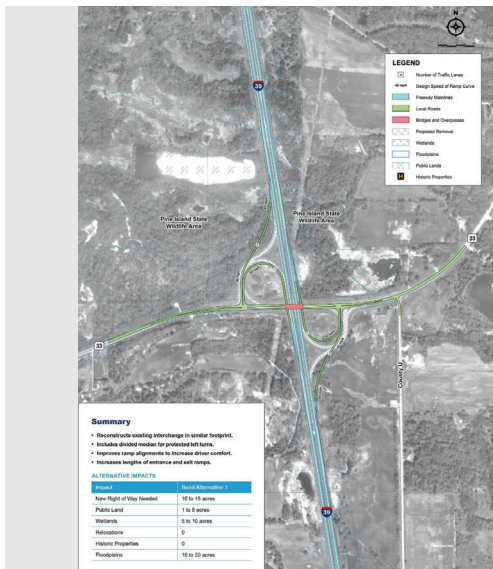 N
LEGEND
Number of Traffic Lanes
Design Speed of Ramp Curve
Freeway Mainlines
Local Roads
Bridges and Overpasses
Proposed Removal
Wetlands
Floodplains
Public Lands
H Historic Properties
39
Pine Island State
Wildlife Area
Pine Island State
Wildlife Area
33
33
County U
39
Summary
• Reconstructs existing interchange in similar footprint.
• Includes divided median for protected left turns.
• Improves ramp alignments to increase driver comfort.
• Increases lengths of entrance and exit ramps.
ALTERNATIVE IMPACTS
Impact Build Alternative 1
New Right of Way Needed 10 to 15 acres
Public Land 1 to 5 acres
Wetlands 5 to 10 acres
Relocations 0
Historic Properties 0
Floodplains 10 to 20 acres